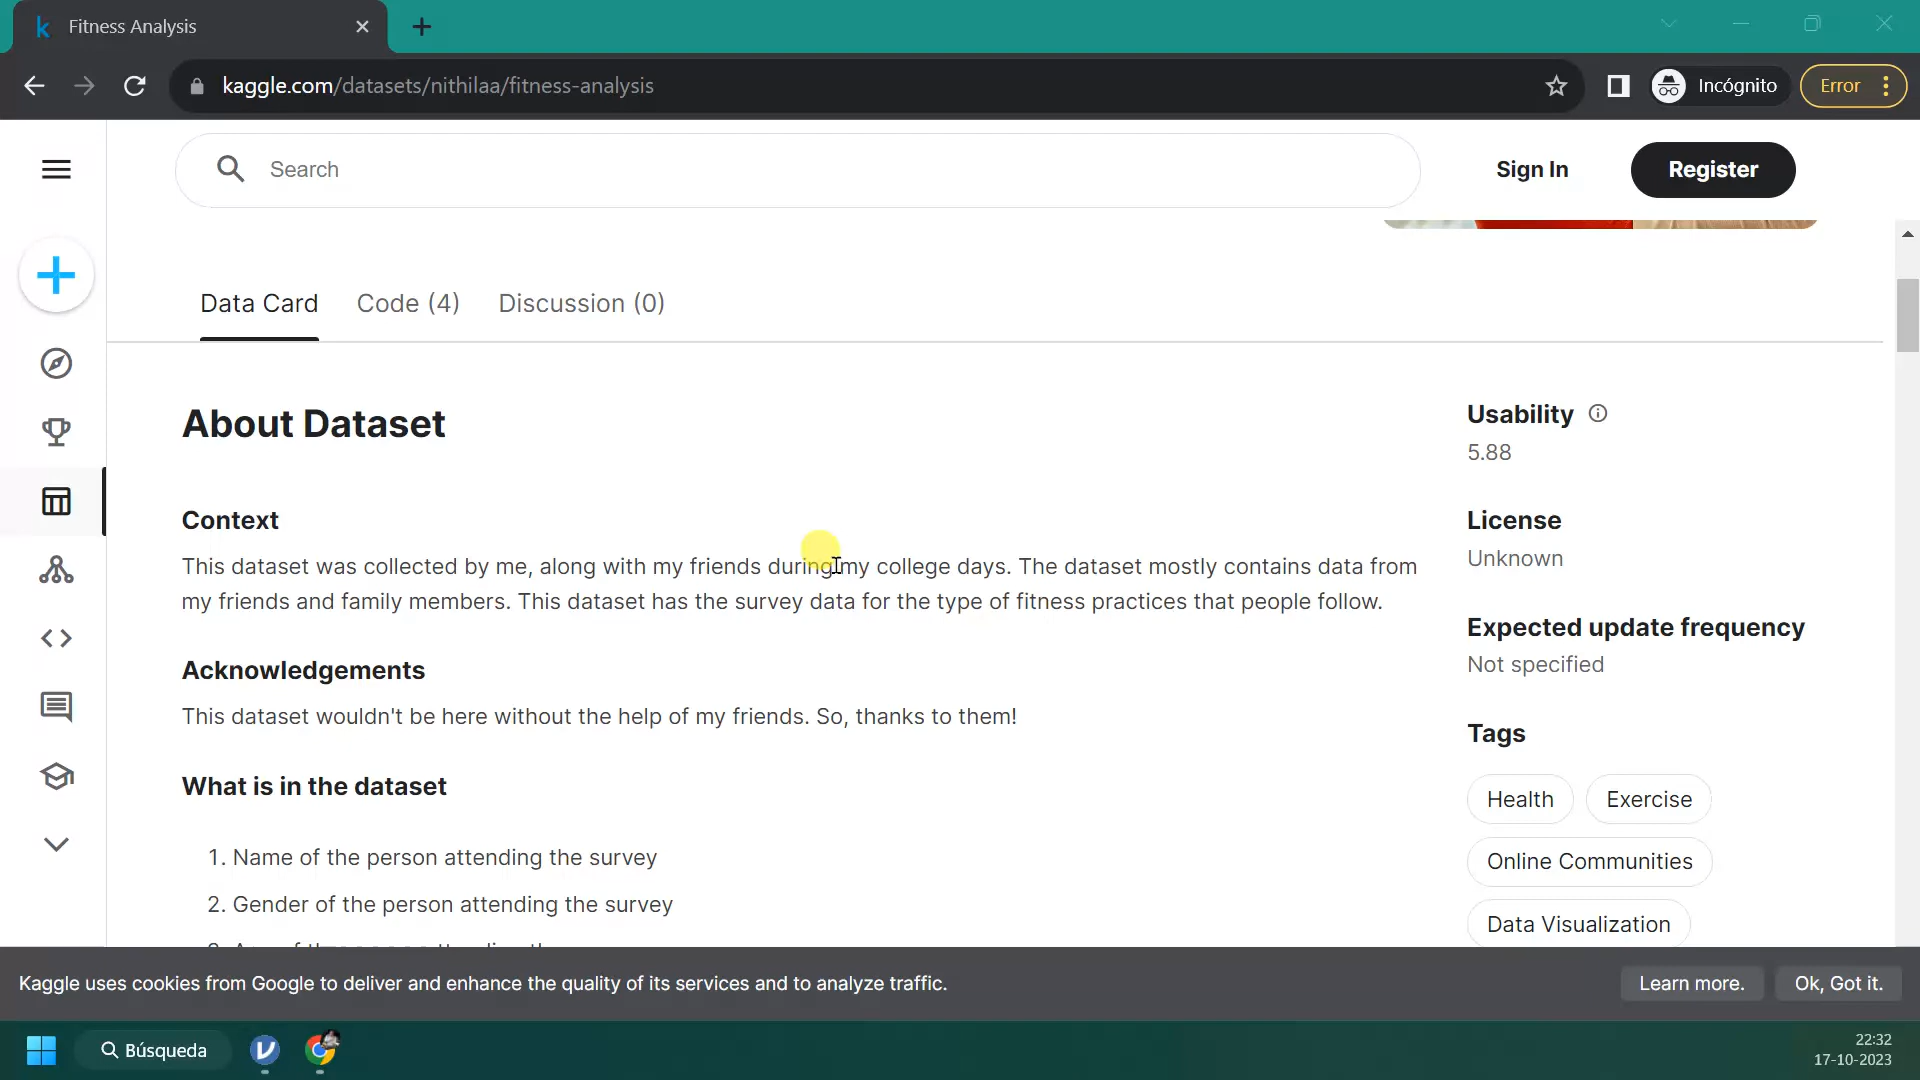 Fitness Analysis
kaggle.com/datasets/nithilaa/fitness-analysis
Incógnito
Error
Search
Sign In
Register
Data Card
Code (4)
Discussion (0)
About Dataset
Context
This dataset was collected by me, along with my friends during my college days. The dataset mostly contains data from
my friends and family members. This dataset has the survey data for the type of fitness practices that people follow.
Acknowledgements
This dataset wouldn't be here without the help of my friends. So, thanks to them!
What is in the dataset
1. Name of the person attending the survey
2. Gender of the person attending the survey
Usability
5.88
License
Unknown
Expected update frequency
Not specified
Tags
Health
Exercise
Online Communities
Data Visualization
Kaggle uses cookies from Google to deliver and enhance the quality of its services and to analyze traffic.
Learn more.
Ok, Got it.
Búsqueda
22:32
17-10-2023